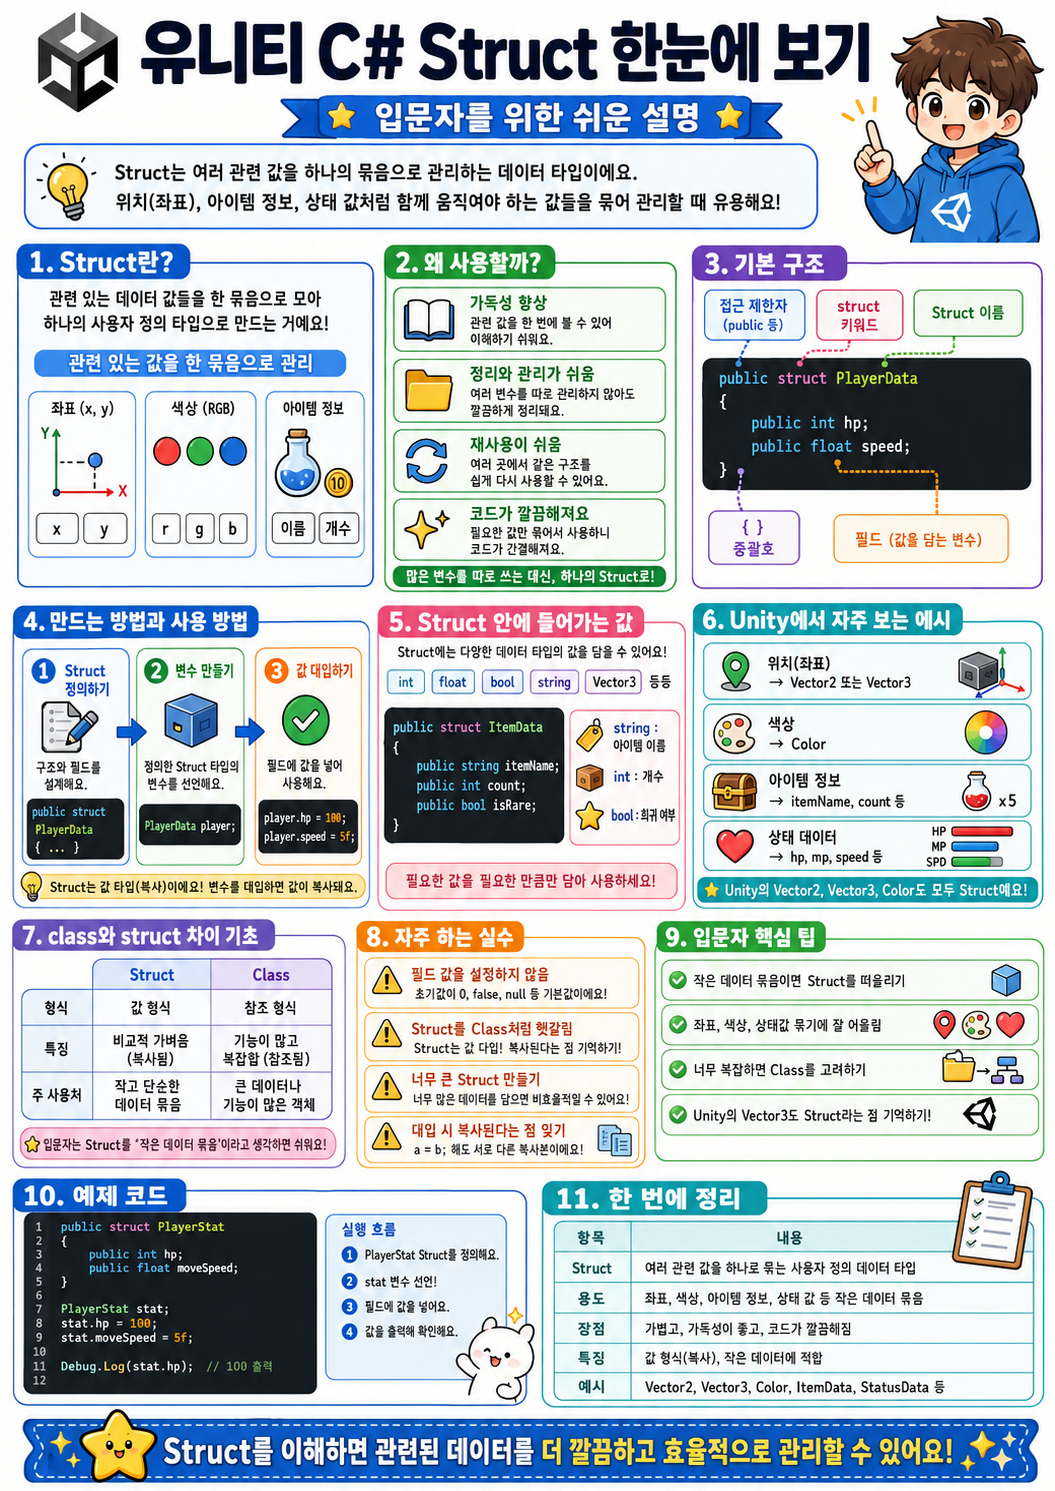 유니티 C# Struct 한눈에 보기
입문자를 위한 쉬운 설명
Struct는 여러 관련 값을 하나의 묶음으로 관리하는 데이터 타입이에요.
위치(좌표), 아이템 정보, 상태 값처럼 함께 움직여야 하는 값들을 묶어 관리할 때 유용해요!
1. Struct란?
관련 있는 데이터 값들을 한 묶음으로 모아
하나의 사용자 정의 타입으로 만드는 거예요!
관련 있는 값을 한 묶음으로 관리
좌표 (x, y)
Y
X
x y
색상 (RGB)
r g b
아이템 정보
10
이름 개수
2. 왜 사용할까?
가독성 향상
관련 값을 한 번에 볼 수 있어
이해하기 쉬워요.
정리와 관리가 쉬움
여러 변수를 따로 관리하지 않아도
깔끔하게 정리돼요.
재사용이 쉬움
여러 곳에서 같은 구조를
쉽게 다시 사용할 수 있어요.
코드가 깔끔해져요
필요한 값만 묶어서 사용하니
코드가 간결해져요.
많은 변수를 따로 쓰는 대신, 하나의 Struct로!
3. 기본 구조
접근 제한자
(public 등)
struct
키워드
Struct 이름
public struct PlayerData
{
public int hp;
public float speed;
}
{ }
중괄호
필드 (값을 담는 변수)
4. 만드는 방법과 사용 방법
1 Struct
정의하기
구조와 필드를
설계해요.
public struct
PlayerData
{ ... }
2 변수 만들기
정의한 Struct 타입의
변수를 선언해요.
PlayerData player;
3 값 대입하기
필드에 값을 넣어
사용해요.
player.hp = 100;
player.speed = 5f;
Struct는 값 타입(복사)이에요! 변수를 대입하면 값이 복사돼요.
5. Struct 안에 들어가는 값
Struct에는 다양한 데이터 타입의 값을 담을 수 있어요!
int float bool string Vector3 등등
public struct ItemData
{
public string itemName;
public int count;
public bool isRare;
}
string :
아이템 이름
int : 개수
bool : 희귀 여부
필요한 값을 필요한 만큼만 담아 사용하세요!
6. Unity에서 자주 보는 예시
위치(좌표)
→ Vector2 또는 Vector3
색상
→ Color
아이템 정보
→ itemName, count 등
x5
상태 데이터
→ hp, mp, speed 등
HP
MP
SPD
Unity의 Vector2, Vector3, Color도 모두 Struct예요!
7. class와 struct 차이 기초
Struct Class
형식 값 형식 참조 형식
특징 비교적 가벼움 (복사됨) 기능이 많고 복잡함 (참조됨)
주 사용처 작고 단순한 데이터 묶음 큰 데이터나 기능이 많은 객체
입문자는 Struct를 '작은 데이터 묶음'이라고 생각하면 쉬워요!
8. 자주 하는 실수
필드 값을 설정하지 않음
초기값이 0, false, null 등 기본값이에요!
Struct를 Class처럼 헷갈림
Struct는 값 다입! 복사된다는 점 기억하기!
너무 큰 Struct 만들기
너무 많은 데이터를 담으면 비효율적일 수 있어요!
대입 시 복사된다는 점 잊기
a = b; 해도 서로 다른 복사본이에요!
9. 입문자 핵심 팁
작은 데이터 묶음이면 Struct를 떠올리기
좌표, 색상, 상태값 묶기에 잘 어울림
너무 복잡하면 Class를 고려하기
Unity의 Vector3도 Struct라는 점 기억하기!
10. 예제 코드
1 public struct PlayerStat
2 {
3 public int hp;
4 public float moveSpeed;
5 }
6
7 PlayerStat stat;
8 stat.hp = 100;
9 stat.moveSpeed = 5f;
10
11 Debug.Log(stat.hp); // 100 출력
12
실행 흐름
1 PlayerStat Struct를 정의해요.
2 stat 변수 선언!
3 필드에 값을 넣어요.
4 값을 출력해 확인해요.
11. 한 번에 정리
항목 내용
Struct 여러 관련 값을 하나로 묶는 사용자 정의 데이터 타입
용도 좌표, 색상, 아이템 정보, 상태 값 등 작은 데이터 묶음
장점 가볍고, 가독성이 좋고, 코드가 깔끔해짐
특징 값 형식(복사), 작은 데이터에 적합
예시 Vector2, Vector3, Color, ItemData, StatusData 등
Struct를 이해하면 관련된 데이터를 더 깔끔하고 효율적으로 관리할 수 있어요!